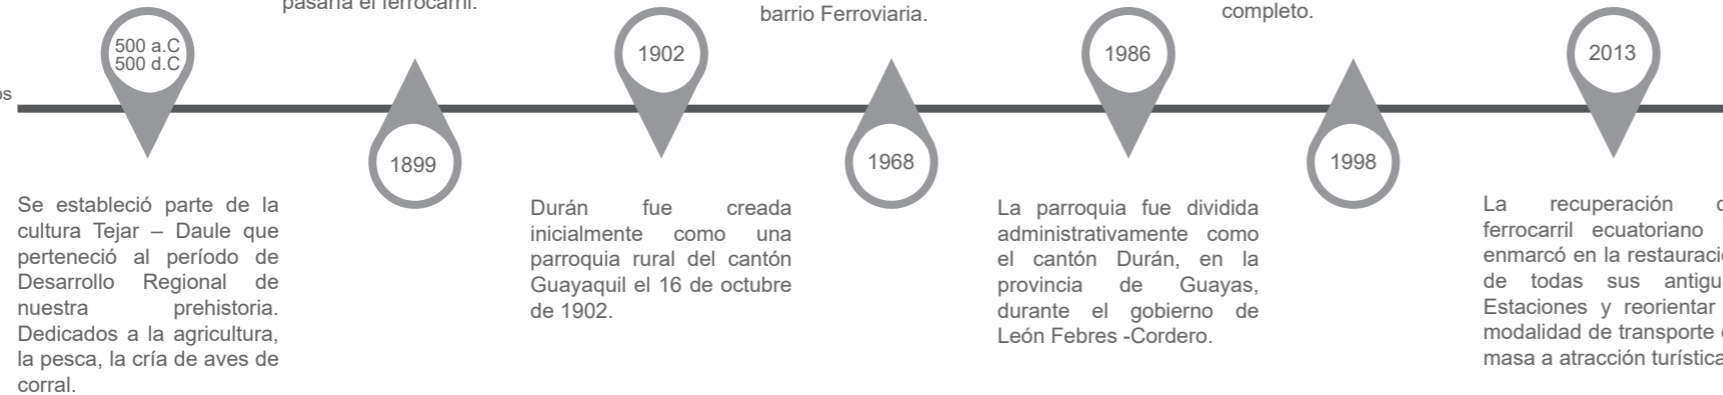 pasaría el ferrocarril.
barrio Ferroviaria.
completo.
500 a.C
500 d.C
1902
1986
2013
os
1899
1968
1998
Se estableció parte de la
cultura Tejar – Daule que
perteneció al período de
Desarrollo Regional de
nuestra prehistoria.
Dedicados a la agricultura,
la pesca, la cría de aves de
corral.
Durán fue creada
inicialmente como una
parroquia rural del cantón
Guayaquil el 16 de octubre
de 1902.
La parroquia fue dividida
administrativamente como
el cantón Durán, en la
provincia de Guayas,
durante el gobierno de
León Febres -Cordero.
La recuperación
ferrocarril ecuatoriano
enmarcó en la
de todas sus
Estaciones y reorientar
modalidad de transporte
masa a atracción turística